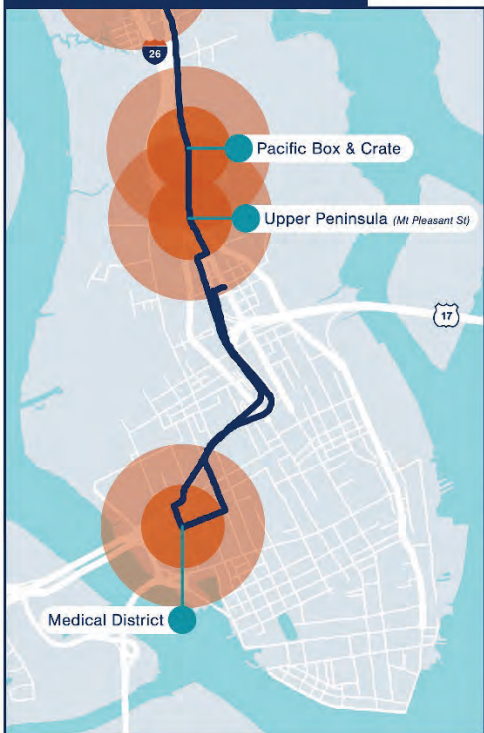 26
Pacific Box & Crate
Upper Peninsula (Mt Pleasant St)
17
Medical District